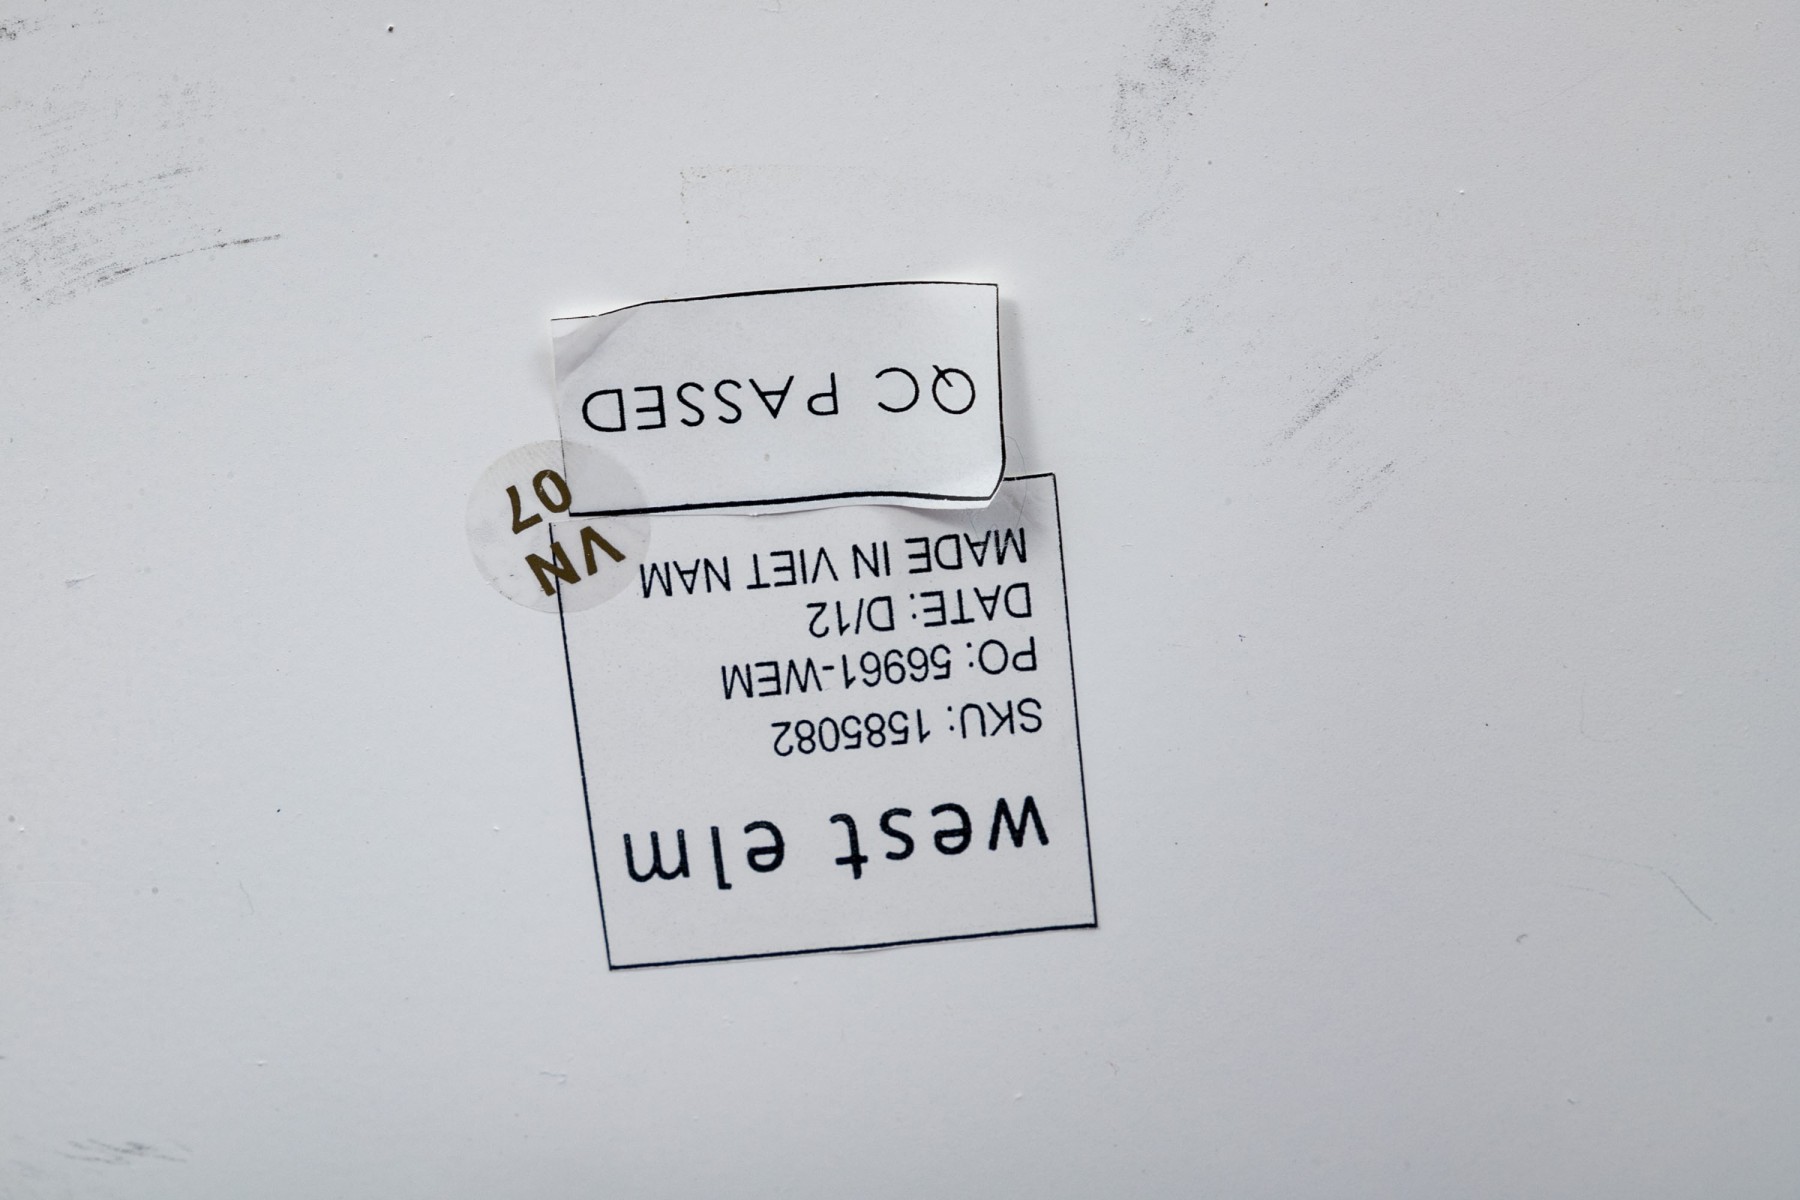 west elm
SKU: 1585082
PO: 56961-WEM
DATE: D/12
MADE IN VIET NAM
VN
07
QC PASSED